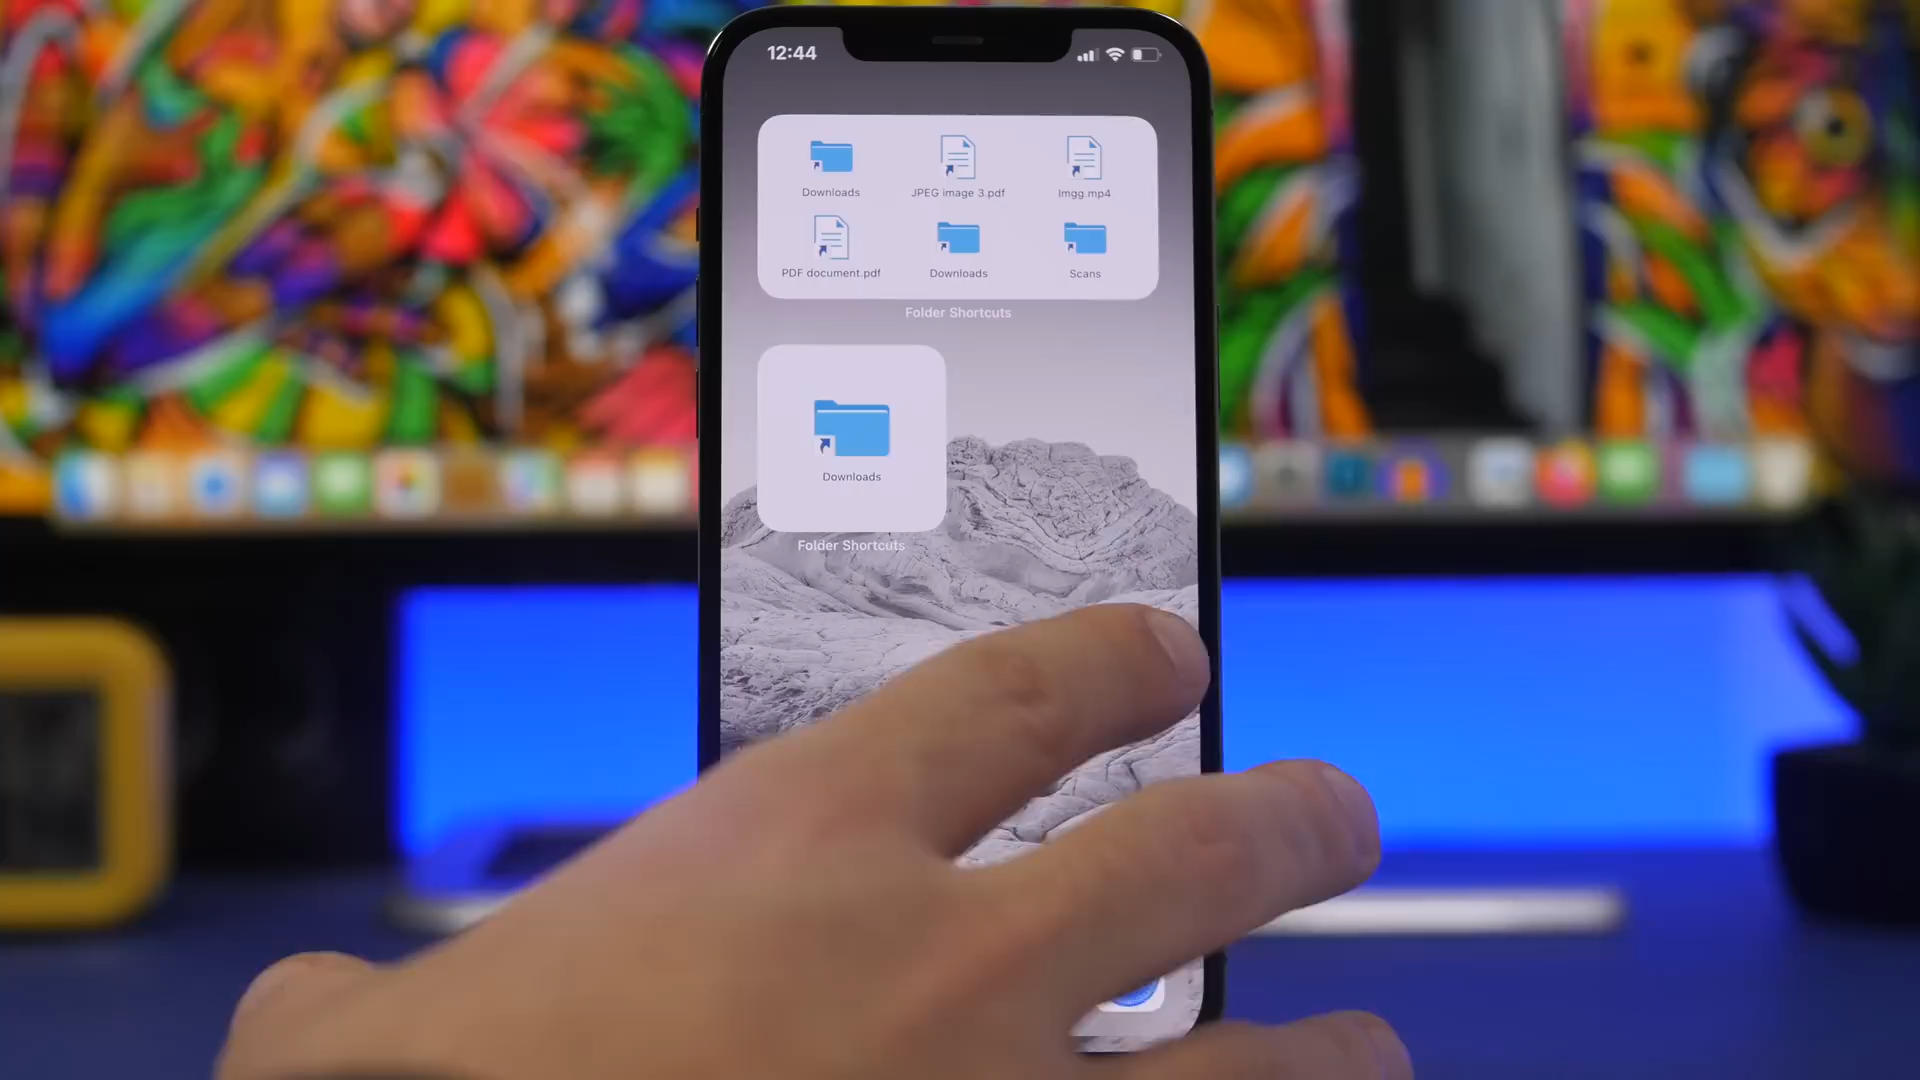 12:44
Downloads
JPEG image 3.pdf
Imgg.mp4
PDF document.pdf
Downloads
Scans
Folder Shortcuts
Downloads
Folder Shortcuts